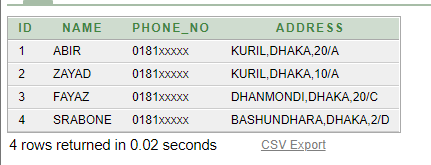 ID NAME PHONE_NO ADDRESS
1 ABIR 0181xxxxx KURIL,DHAKA,20/A
2 ZAYAD 0181xxxxx KURIL,DHAKA,10/A
3 FAYAZ 0181xxxxx DHANMONDI,DHAKA,20/C
4 SRABONE 0181xxxxx BASHUNDHARA,DHAKA,2/D
4 rows returned in 0.02 seconds CSV Export